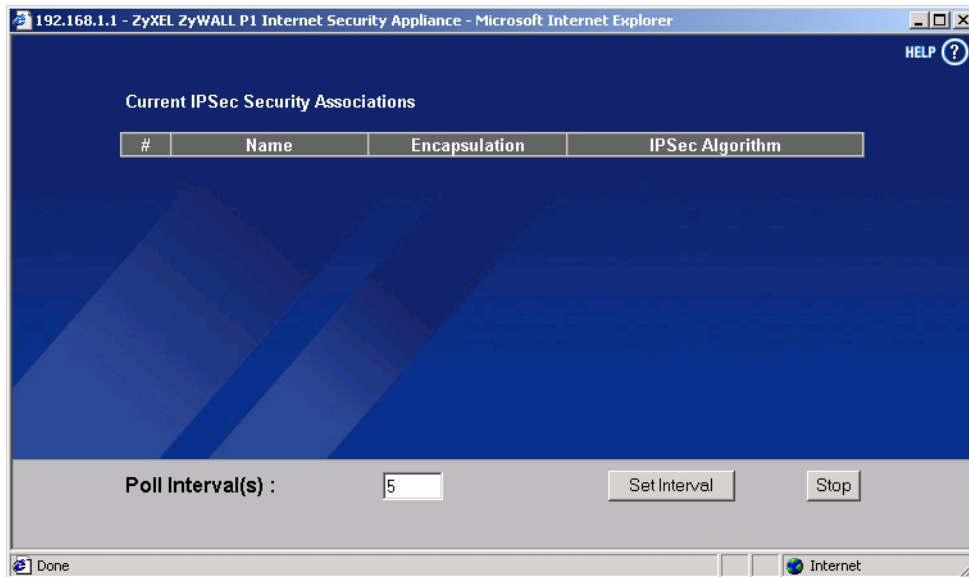 192.168.1.1 - ZyXEL ZyWALL P1 Internet Security Appliance - Microsoft Internet Explorer
HELP ?
Current IPSec Security Associations
# Name Encapsulation IPSec Algorithm
Poll Interval(s) : 5 Set Interval Stop
Done Internet